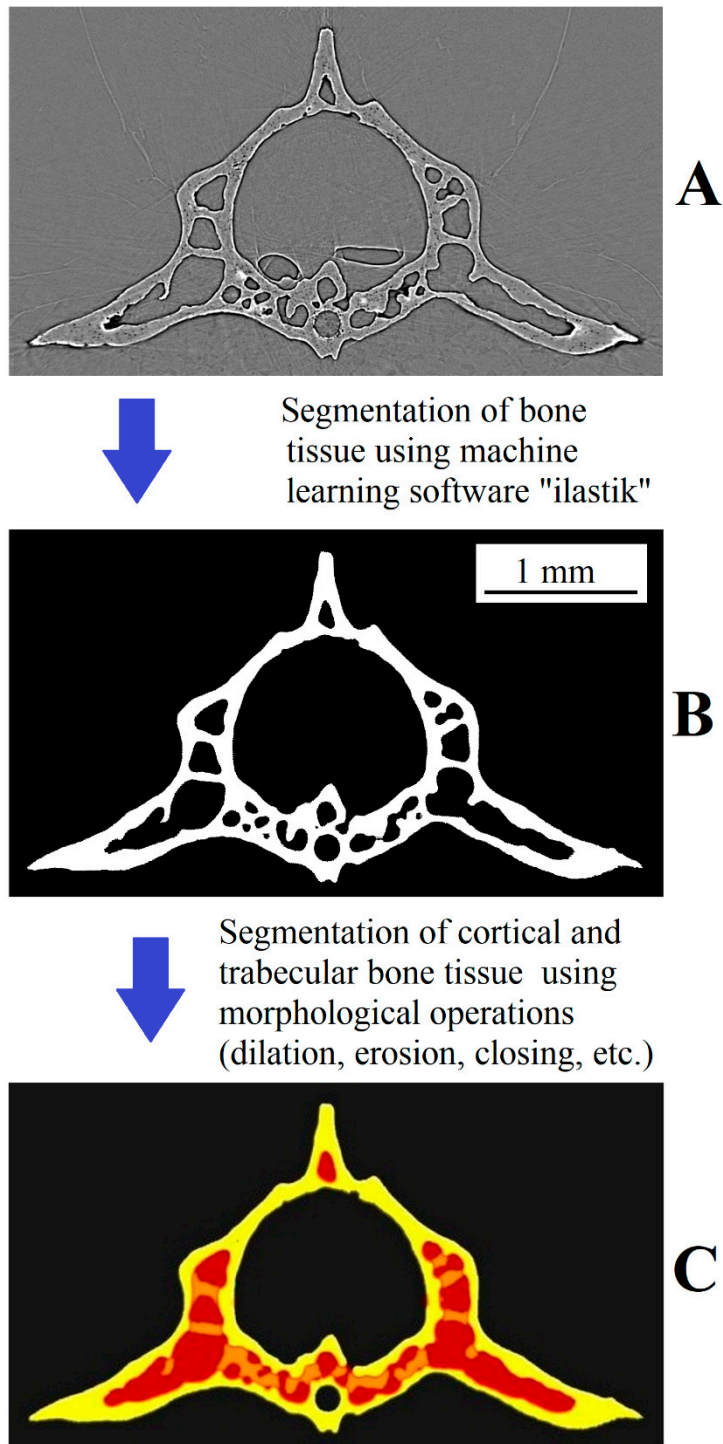 A
Segmentation of bone
tissue using machine
learning software "ilastik"
1 mm
B
Segmentation of cortical and
trabecular bone tissue using
morphological operations
(dilation, erosion, closing, etc.)
C